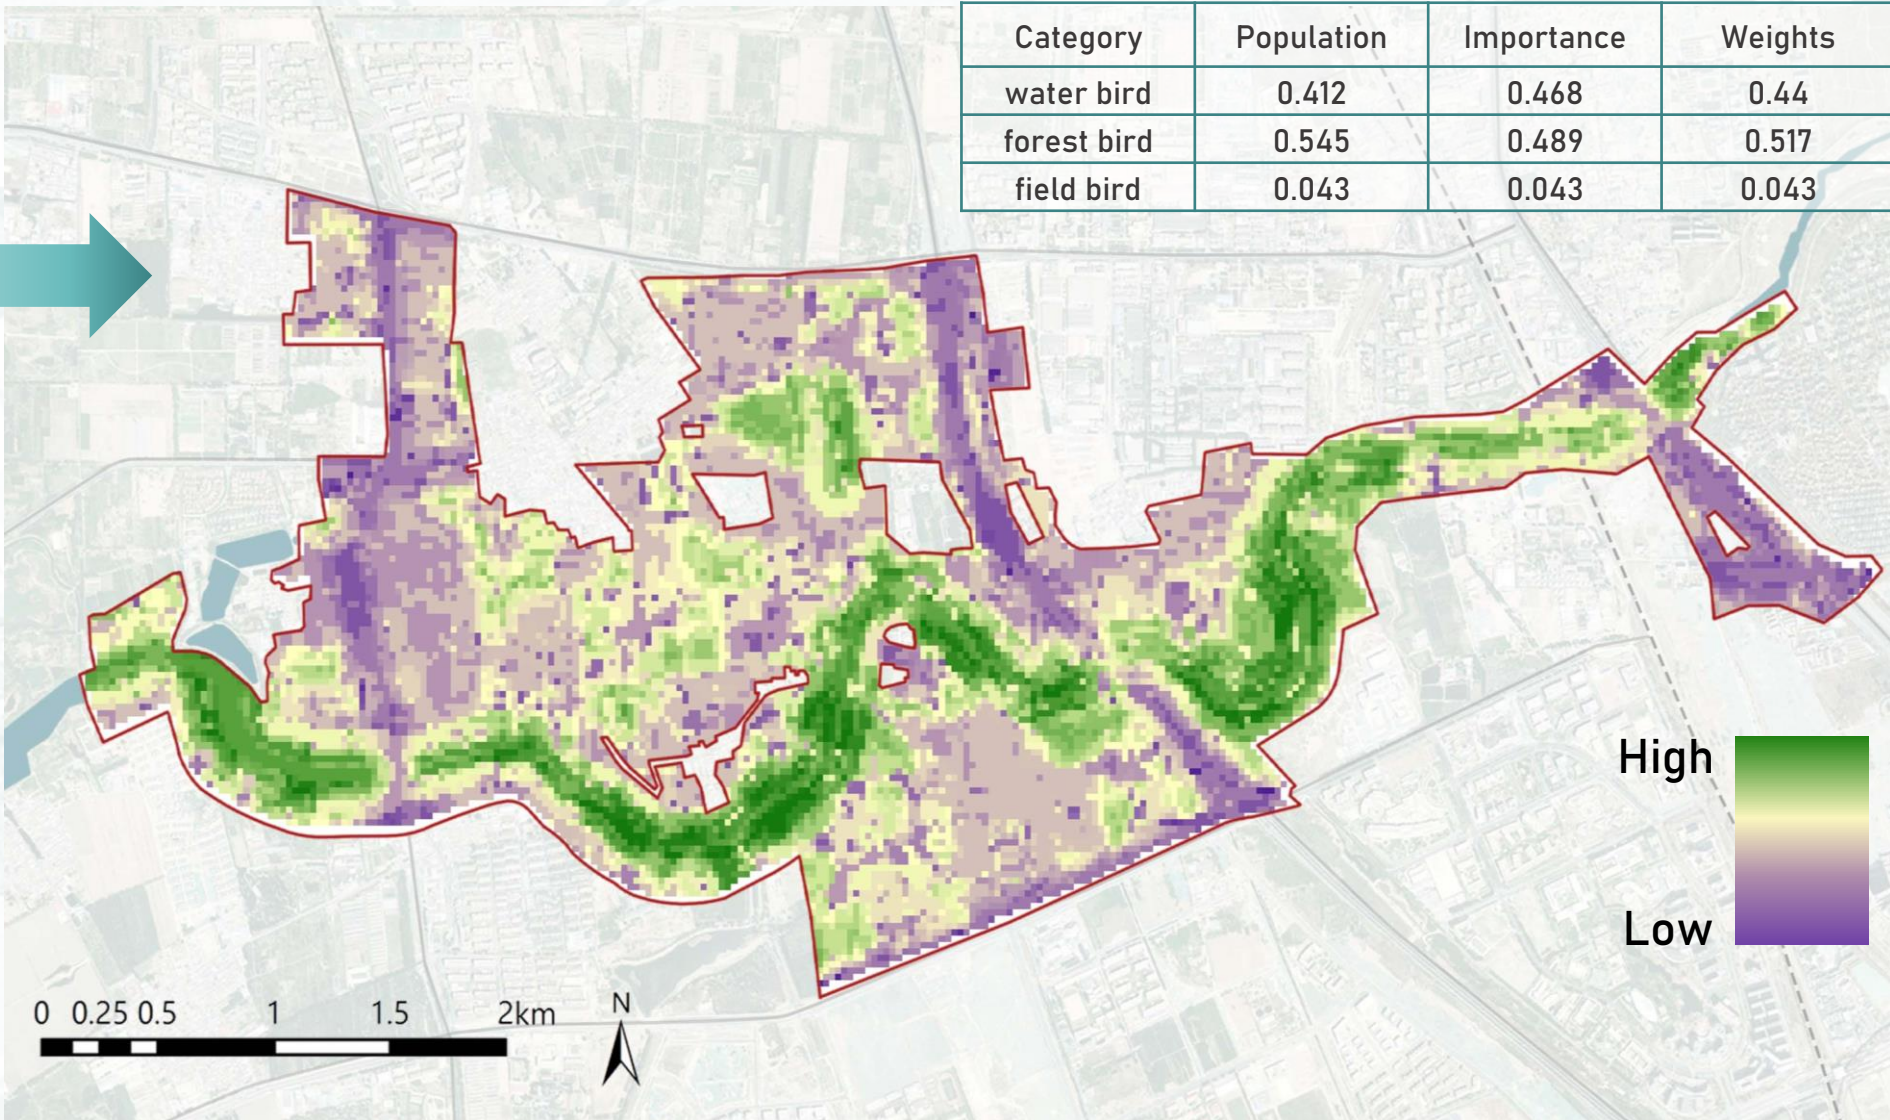 Category Population Importance Weights
water bird 0.412 0.468 0.44
forest bird 0.545 0.489 0.517
field bird 0.043 0.043 0.043
High
Low
0 0.25 0.5 1 1.5 2km
N